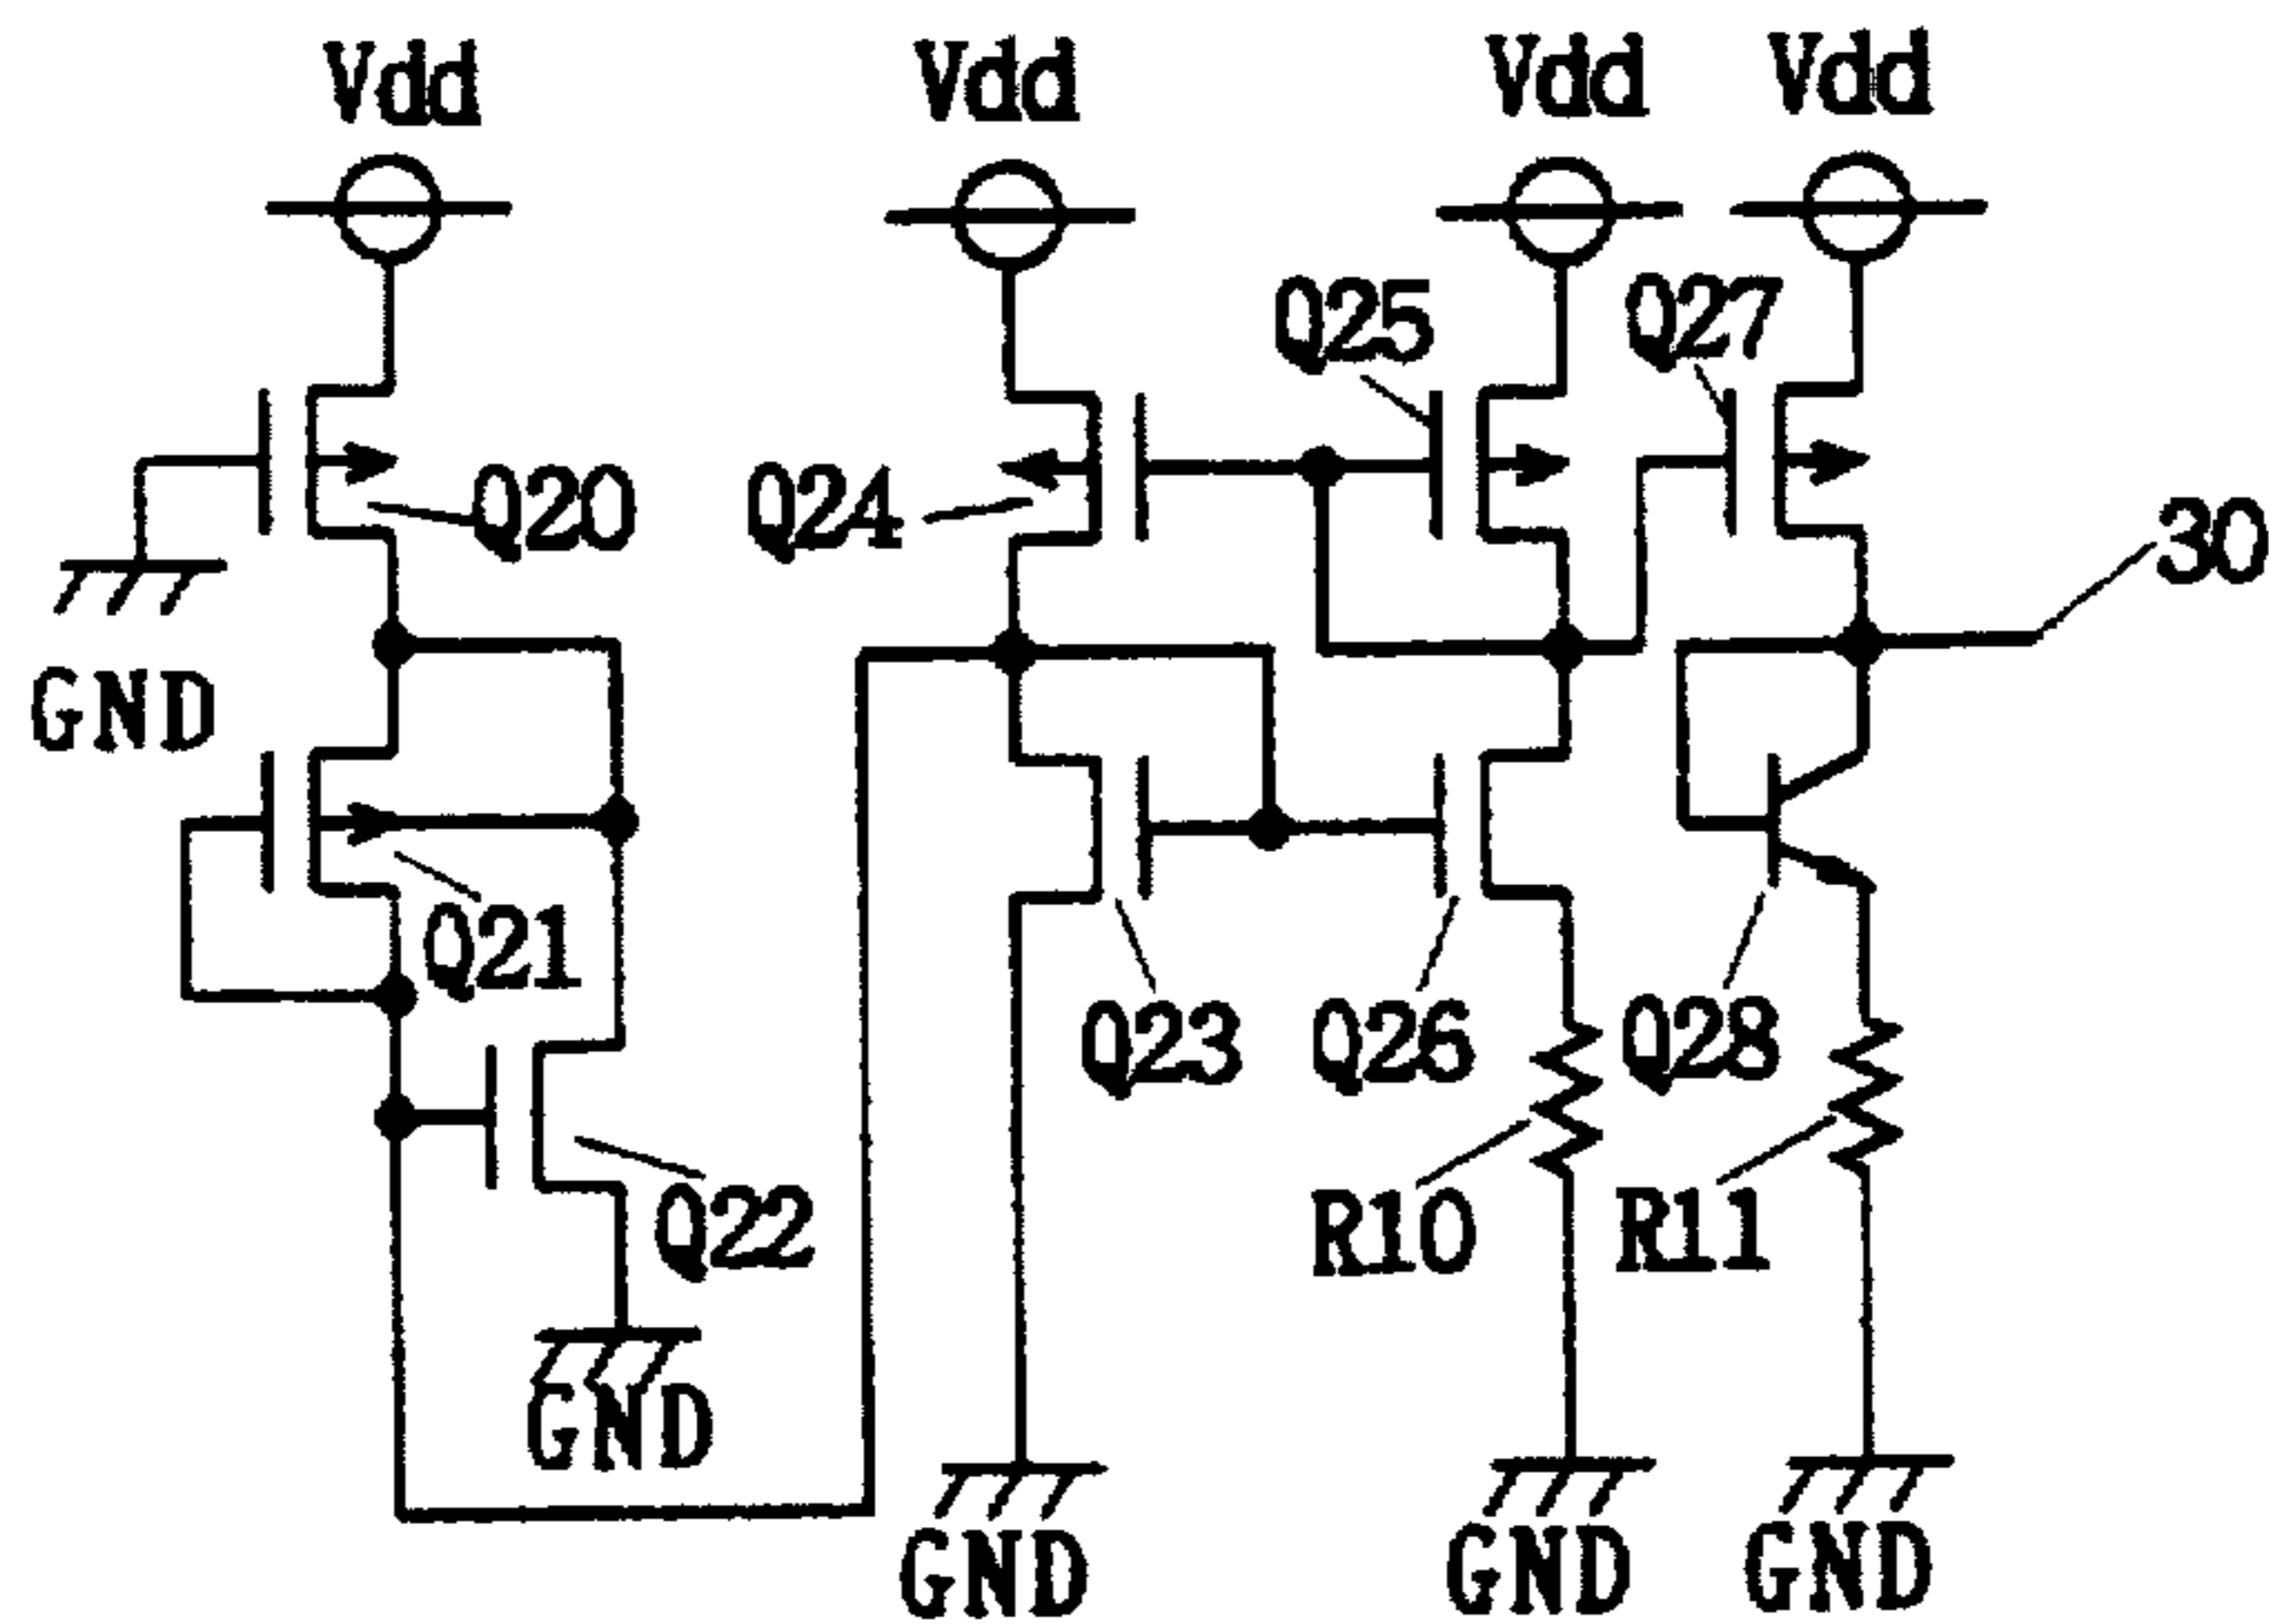 Vdd Vdd Vdd Vdd
Q25 Q27
Q20 Q24 30
GND
Q21
Q23 Q26 Q28
Q22 R10 R11
GND
GND GND GND